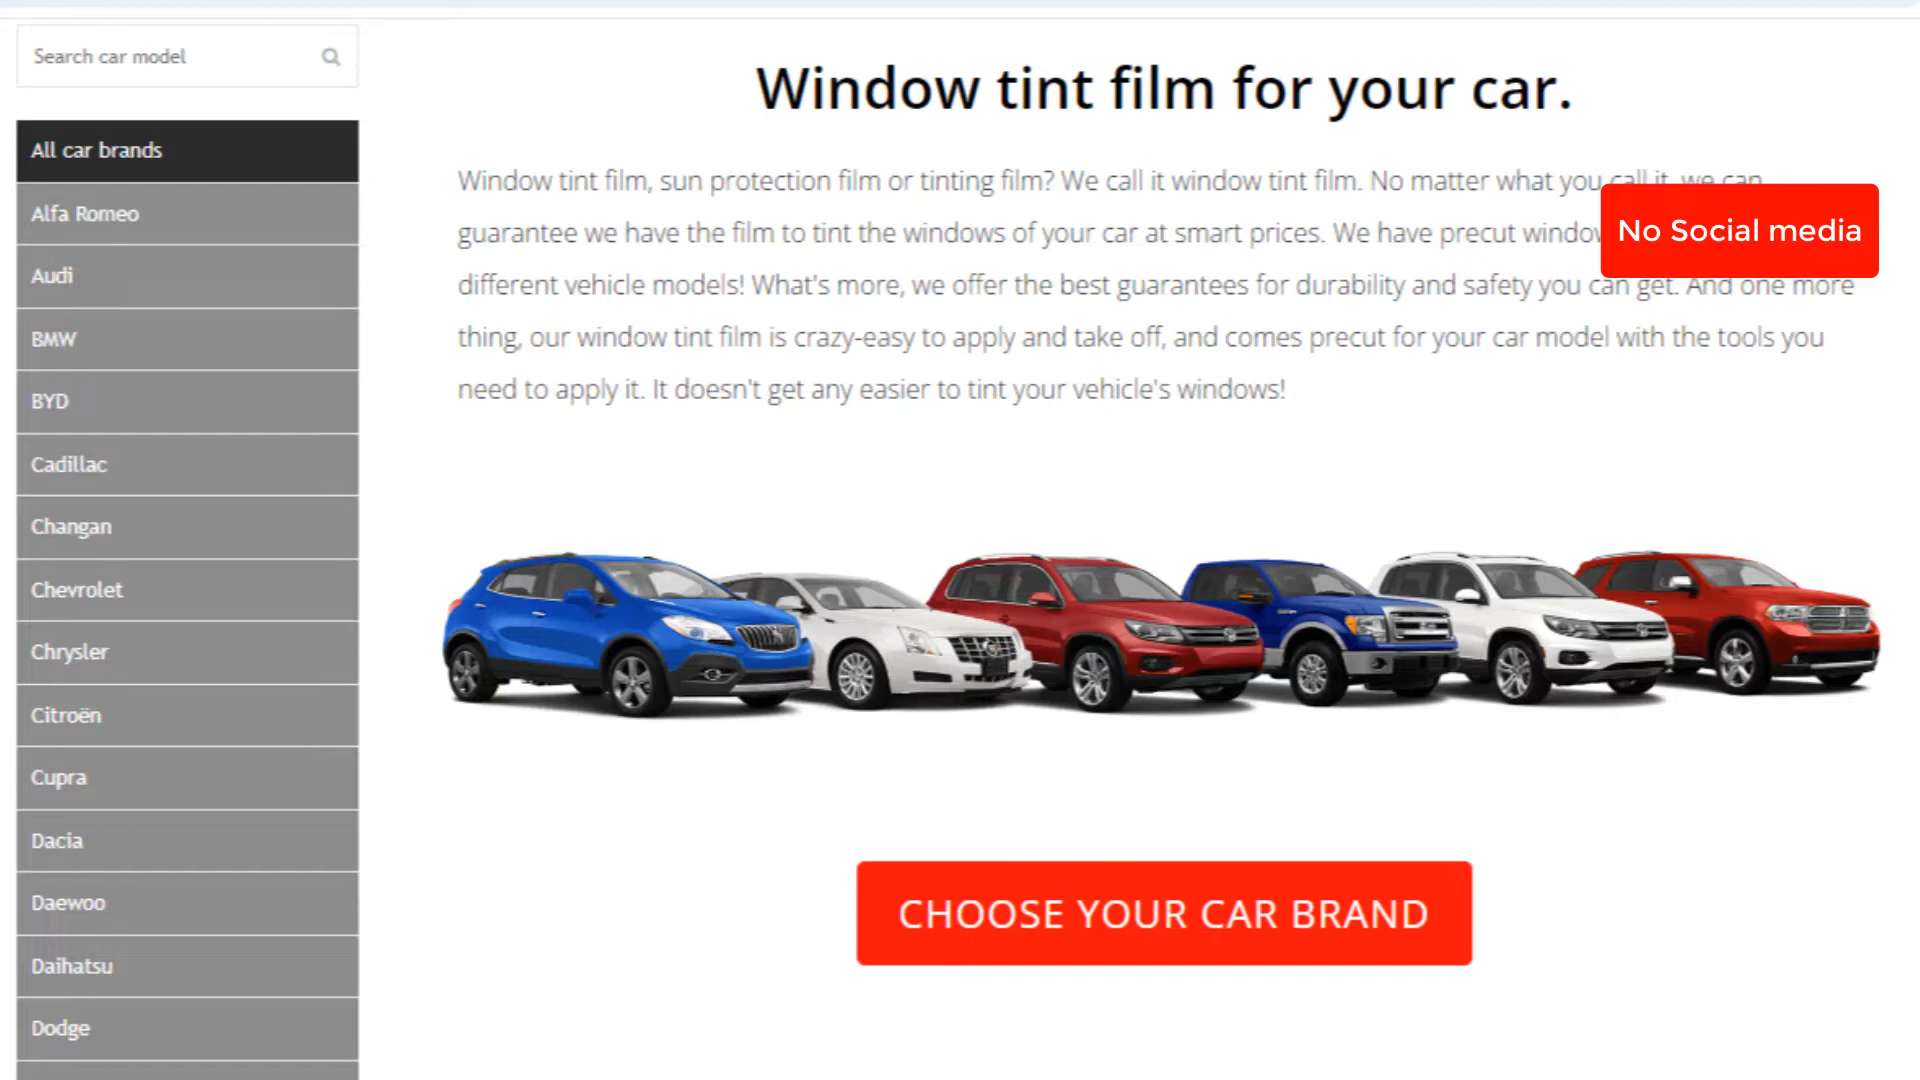 Search car model
All car brands
Alfa Romeo
Audi
BMW
BYD
Cadillac
Changan
Chevrolet
Chrysler
Citroën
Cupra
Dacia
Daewoo
Daihatsu
Dodge
Window tint film for your car.
Window tint film, sun protection film or tinting film? We call it window tint film. No matter what you call it, we can
guarantee we have the film to tint the windows of your car at smart prices. We have precut
No Social media
different vehicle models! What's more, we offer the best guarantees for durability and safety you can get. And one more
thing, our window tint film is crazy-easy to apply and take off, and comes precut for your car model with the tools you
need to apply it. It doesn't get any easier to tint your vehicle's windows!
CHOOSE YOUR CAR BRAND